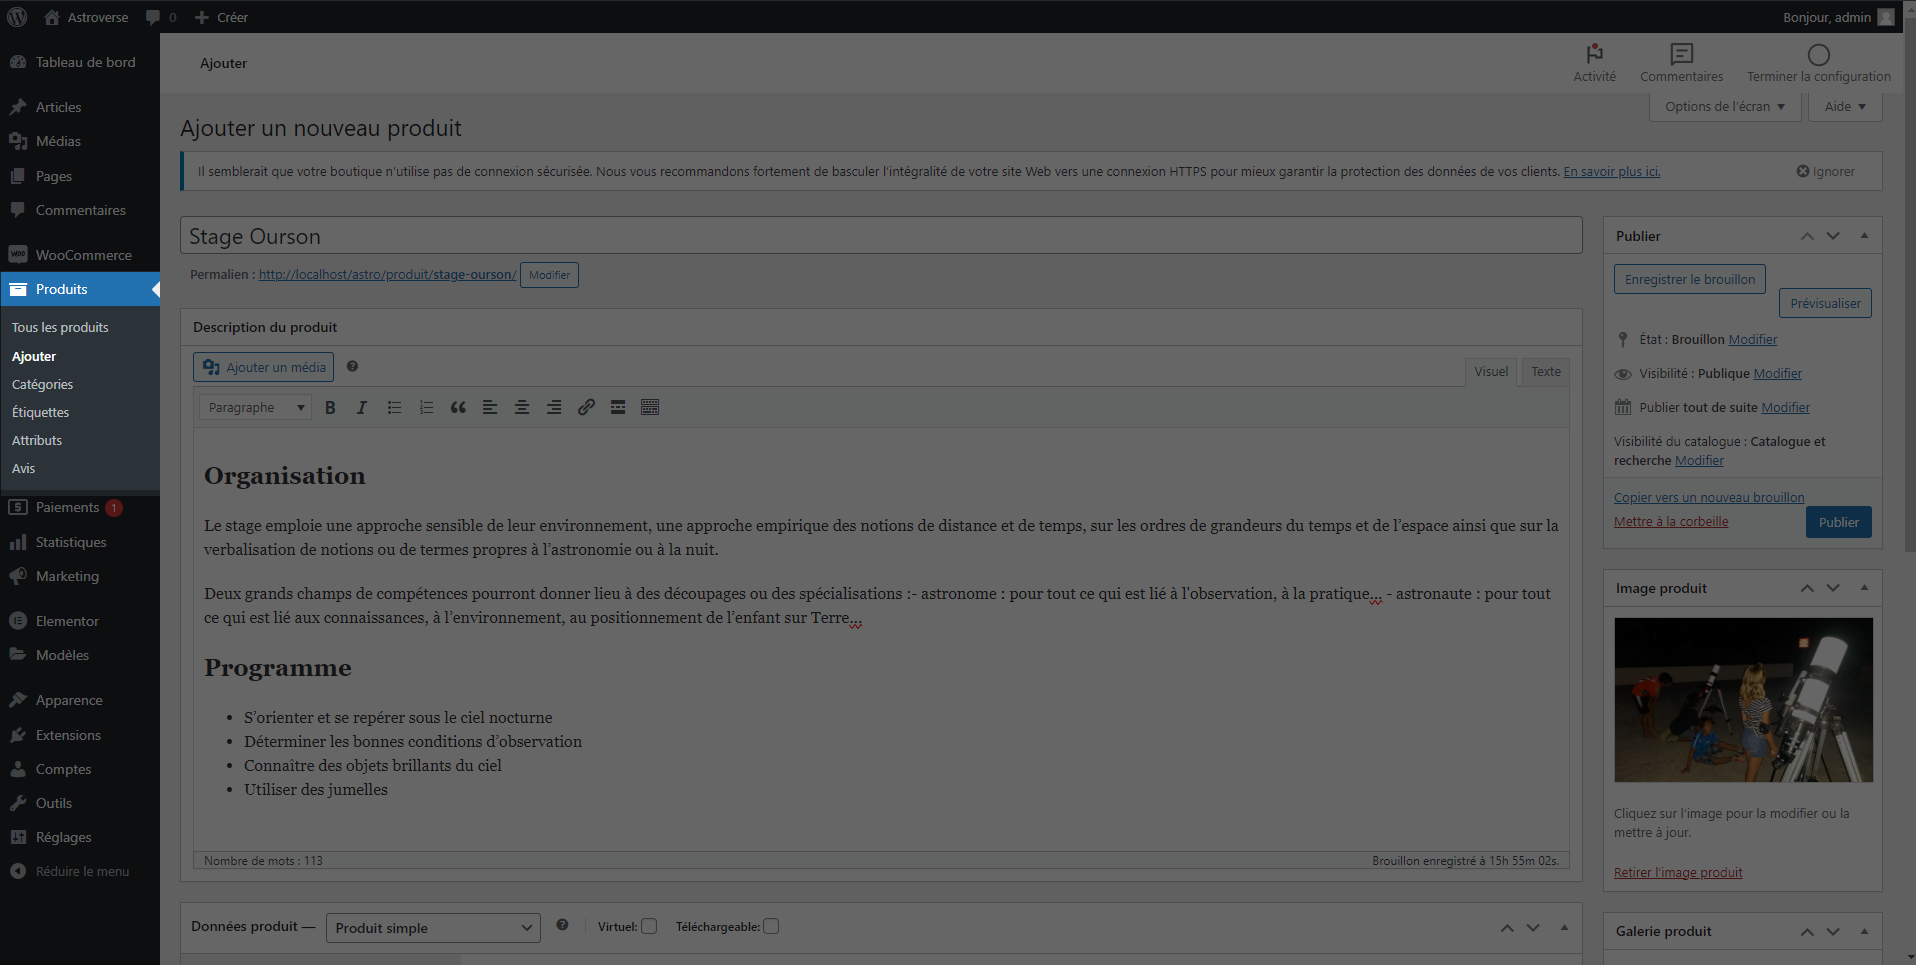 Astroverse
0
Créer
Bonjour, admin
Tableau de bord
Articles
Médias
Pages
Commentaires
WooCommerce
Produits
Tous les produits
Ajouter
Catégories
Étiquettes
Attributs
Avis
Paiements 1
Statistiques
Marketing
Elementor
Modèles
Apparence
Extensions
Comptes
Outils
Réglages
Réduire le menu
Ajouter
Activité
Commentaires
Terminer la configuration
Options de l'écran
Aide
Ajouter un nouveau produit
Il semblerait que votre boutique n'utilise pas de connexion sécurisée. Nous vous recommandons fortement de basculer l'intégralité de votre site Web vers une connexion HTTPS pour mieux garantir la protection des données de vos clients. En savoir plus ici.
Ignorer
Stage Ourson
Permalien : http://localhost/astro/produit/stage-ourson/ Modifier
Description du produit
Ajouter un média
Visuel
Texte
Paragraphe
Organisation
Le stage emploie une approche sensible de leur environnement, une approche empirique des notions de distance et de temps, sur les ordres de grandeurs du temps et de l’espace ainsi que sur la
verbalisation de notions ou de termes propres à l’astronomie ou à la nuit.
Deux grands champs de compétences pourront donner lieu à des découpages ou des spécialisations :- astronome : pour tout ce qui est lié à l'observation, à la pratique... - astronaute : pour tout
ce qui est lié aux connaissances, à l’environnement, au positionnement de l’enfant sur Terre...
Programme
• S’orienter et se repérer sous le ciel nocturne
• Déterminer les bonnes conditions d’observation
• Connaître des objets brillants du ciel
• Utiliser des jumelles
Nombre de mots : 113
Brouillon enregistré à 15h 55m 02s.
Données produit —
Produit simple
Virtuel:
Téléchargeable:
Publier
Enregistrer le brouillon
Prévisualiser
État : Brouillon Modifier
Visibilité : Publique Modifier
Publier tout de suite Modifier
Visibilité du catalogue : Catalogue et
recherche Modifier
Copier vers un nouveau brouillon
Mettre à la corbeille
Publier
Image produit
Cliquez sur l'image pour la modifier ou la
mettre à jour.
Retirer l'image produit
Galerie produit